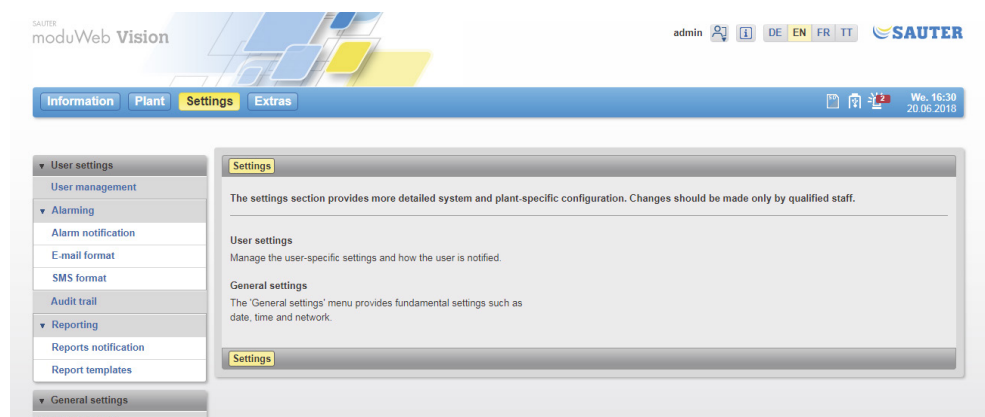 SAUTER
moduWeb Vision
admin
DE EN FR TT
SAUTER
Information Plant Settings Extras
2
We. 16:30
20.06.2018
User settings
User management
Alarming
Alarm notification
E-mail format
SMS format
Audit trail
Reporting
Reports notification
Report templates
General settings
Settings
The settings section provides more detailed system and plant-specific configuration. Changes should be made only by qualified staff.
User settings
Manage the user-specific settings and how the user is notified.
General settings
The 'General settings' menu provides fundamental settings such as
date, time and network.
Settings